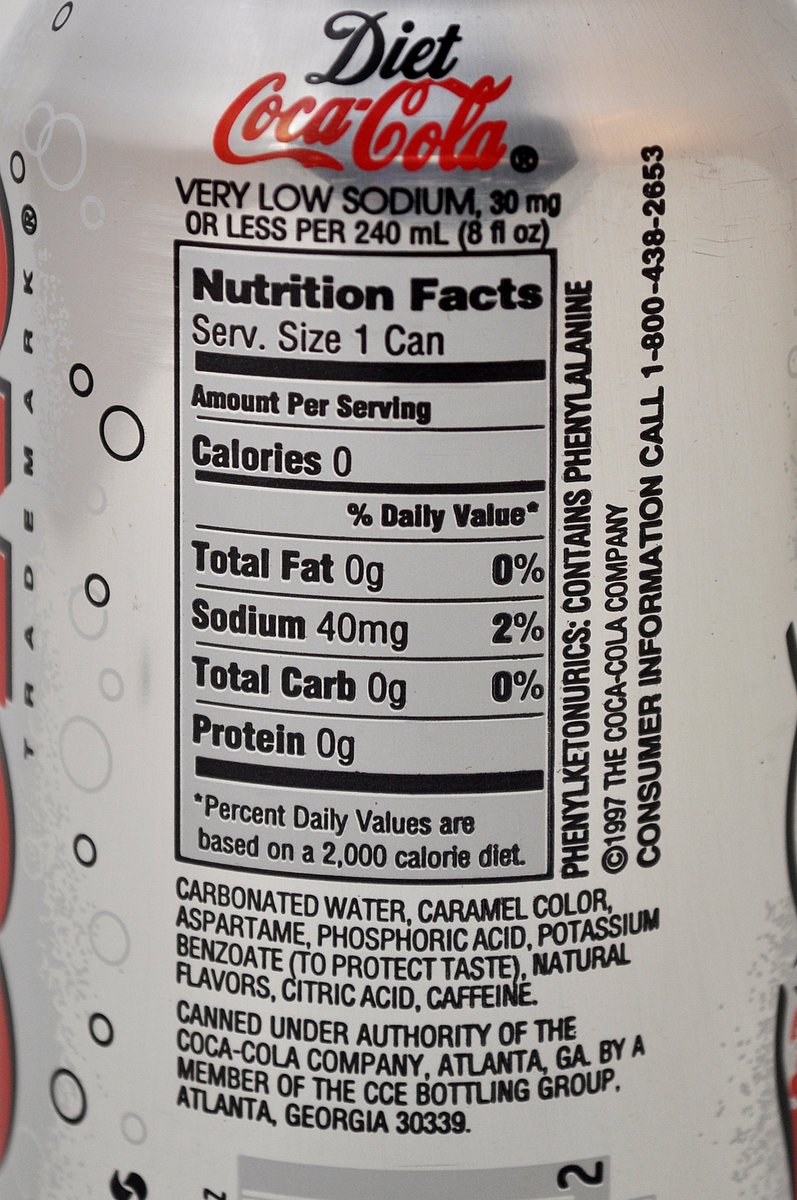 Diet
Coca-Cola®
VERY LOW SODIUM, 30 mg
OR LESS PER 240 mL (8 fl oz)
Nutrition Facts
Serv. Size 1 Can
Amount Per Serving
Calories 0
% Daily Value*
Total Fat 0g 0%
Sodium 40mg 2%
Total Carb 0g 0%
Protein 0g
*Percent Daily Values are
based on a 2,000 calorie diet.
PHENYLKETONURICS: CONTAINS PHENYLALANINE
©1997 THE COCA-COLA COMPANY
CONSUMER INFORMATION CALL 1-800-438-2653
CARBONATED WATER, CARAMEL COLOR,
ASPARTAME, PHOSPHORIC ACID, POTASSIUM
BENZOATE (TO PROTECT TASTE), NATURAL
FLAVORS, CITRIC ACID, CAFFEINE.
CANNED UNDER AUTHORITY OF THE
COCA-COLA COMPANY, ATLANTA, GA. BY A
MEMBER OF THE CCE BOTTLING GROUP,
ATLANTA, GEORGIA 30339.
TRADEMARK®